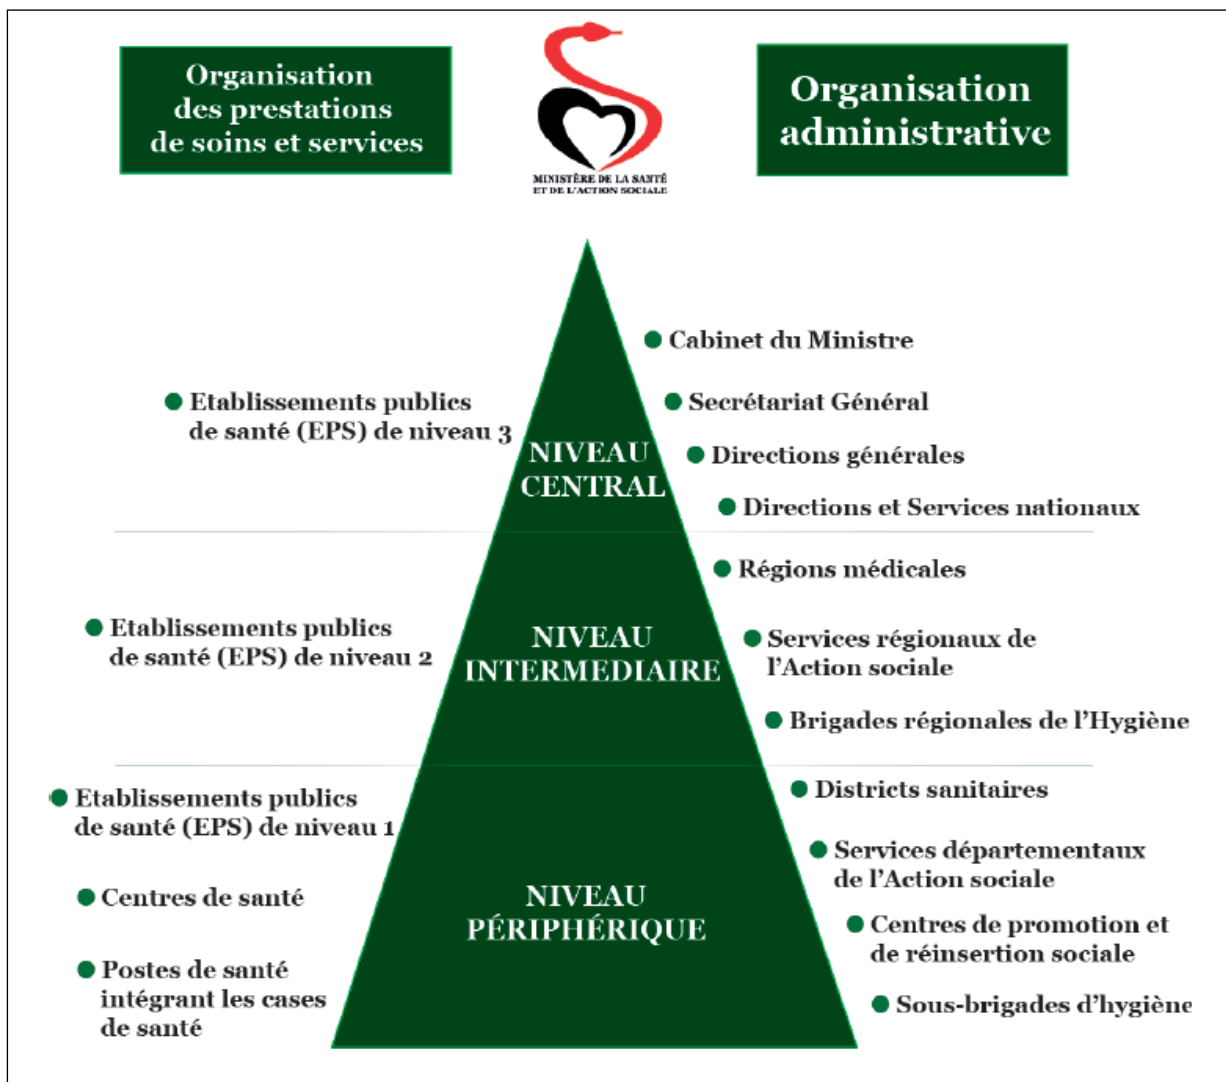 Organisation
des prestations
de soins et services
MINISTÈRE DE LA SANTÉ
ET DE L'ACTION SOCIALE
Organisation
administrative
Cabinet du Ministre
Etablissements publics
de santé (EPS) de niveau 3
Secrétariat Général
NIVEAU
CENTRAL
Directions générales
Directions et Services nationaux
Régions médicales
Etablissements publics
de santé (EPS) de niveau 2
NIVEAU
INTERMEDIAIRE
Services régionaux de
l'Action sociale
Brigades régionales de l'Hygiène
Etablissements publics
de santé (EPS) de niveau 1
Districts sanitaires
Centres de santé
NIVEAU
PÉRIPHÉRIQUE
Services départementaux
de l'Action sociale
Centres de promotion et
de réinsertion sociale
Postes de santé
intégrant les cases
de santé
Sous-brigades d'hygiène